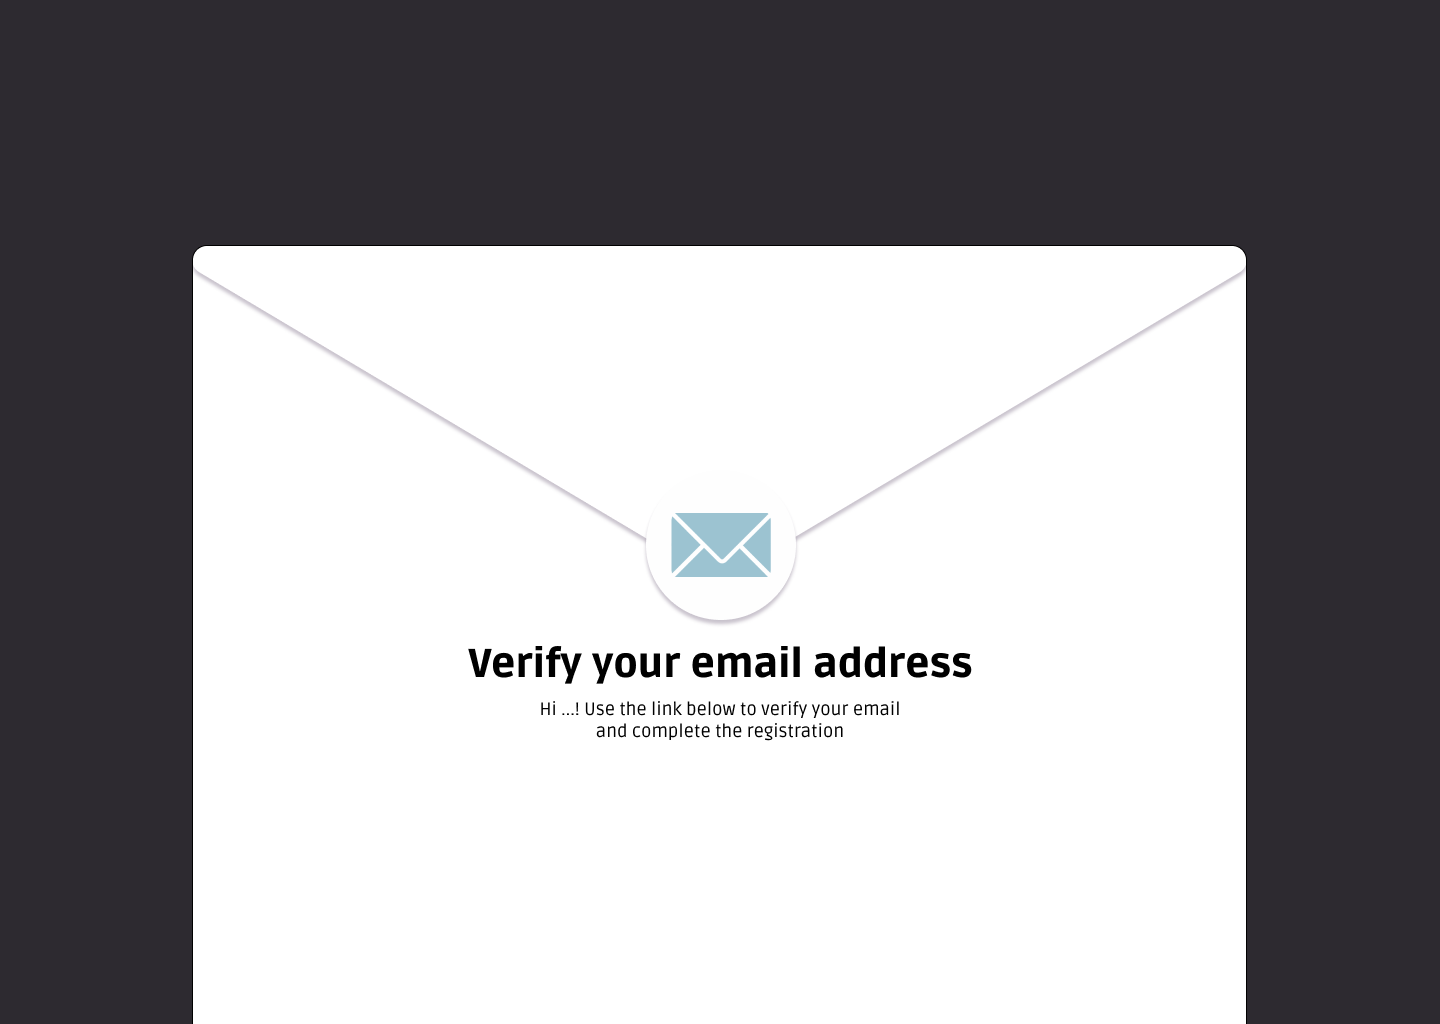 Verify your email address
Hi ...! Use the link below to verify your email
and complete the registration